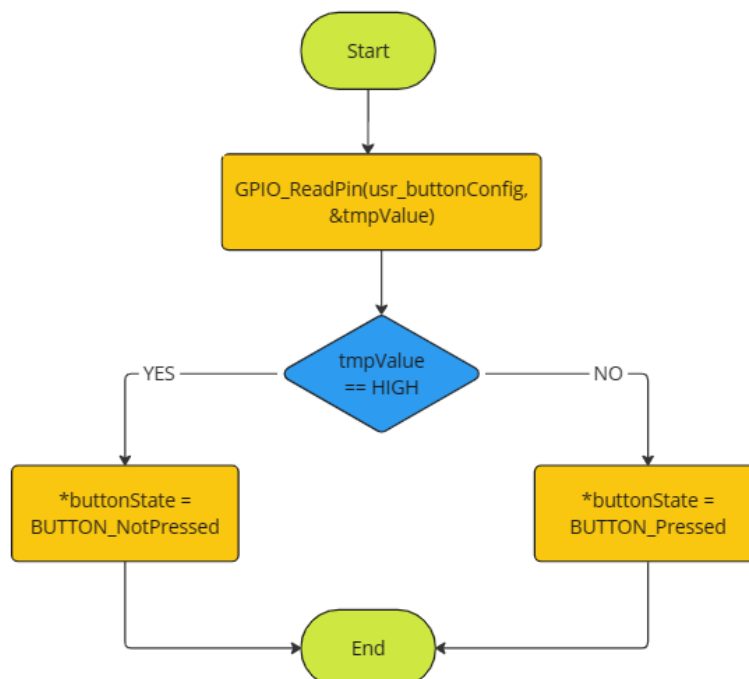 Start
GPIO_ReadPin(usr_buttonConfig,
&tmpValue)
tmpValue
== HIGH
YES
NO
*buttonState =
BUTTON_NotPressed
*buttonState =
BUTTON_Pressed
End